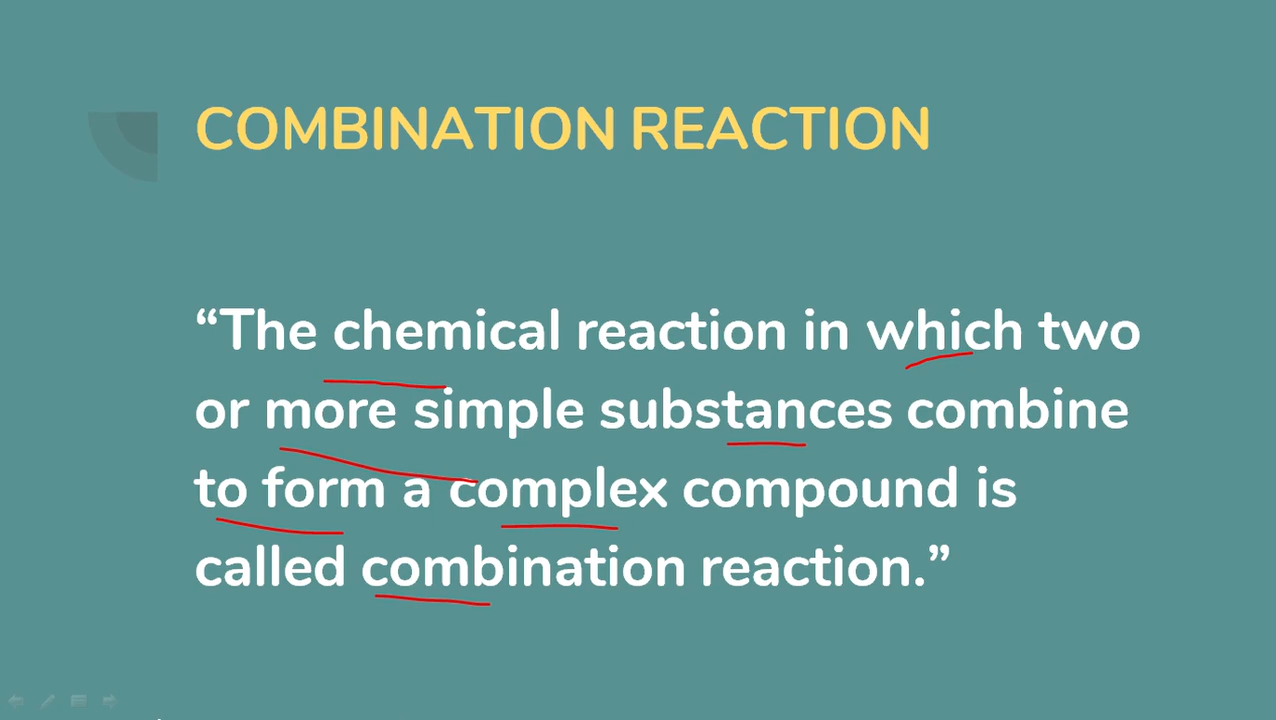 COMBINATION REACTION
“The chemical reaction in which two
or more simple substances combine
to form a complex compound is
called combination reaction.”